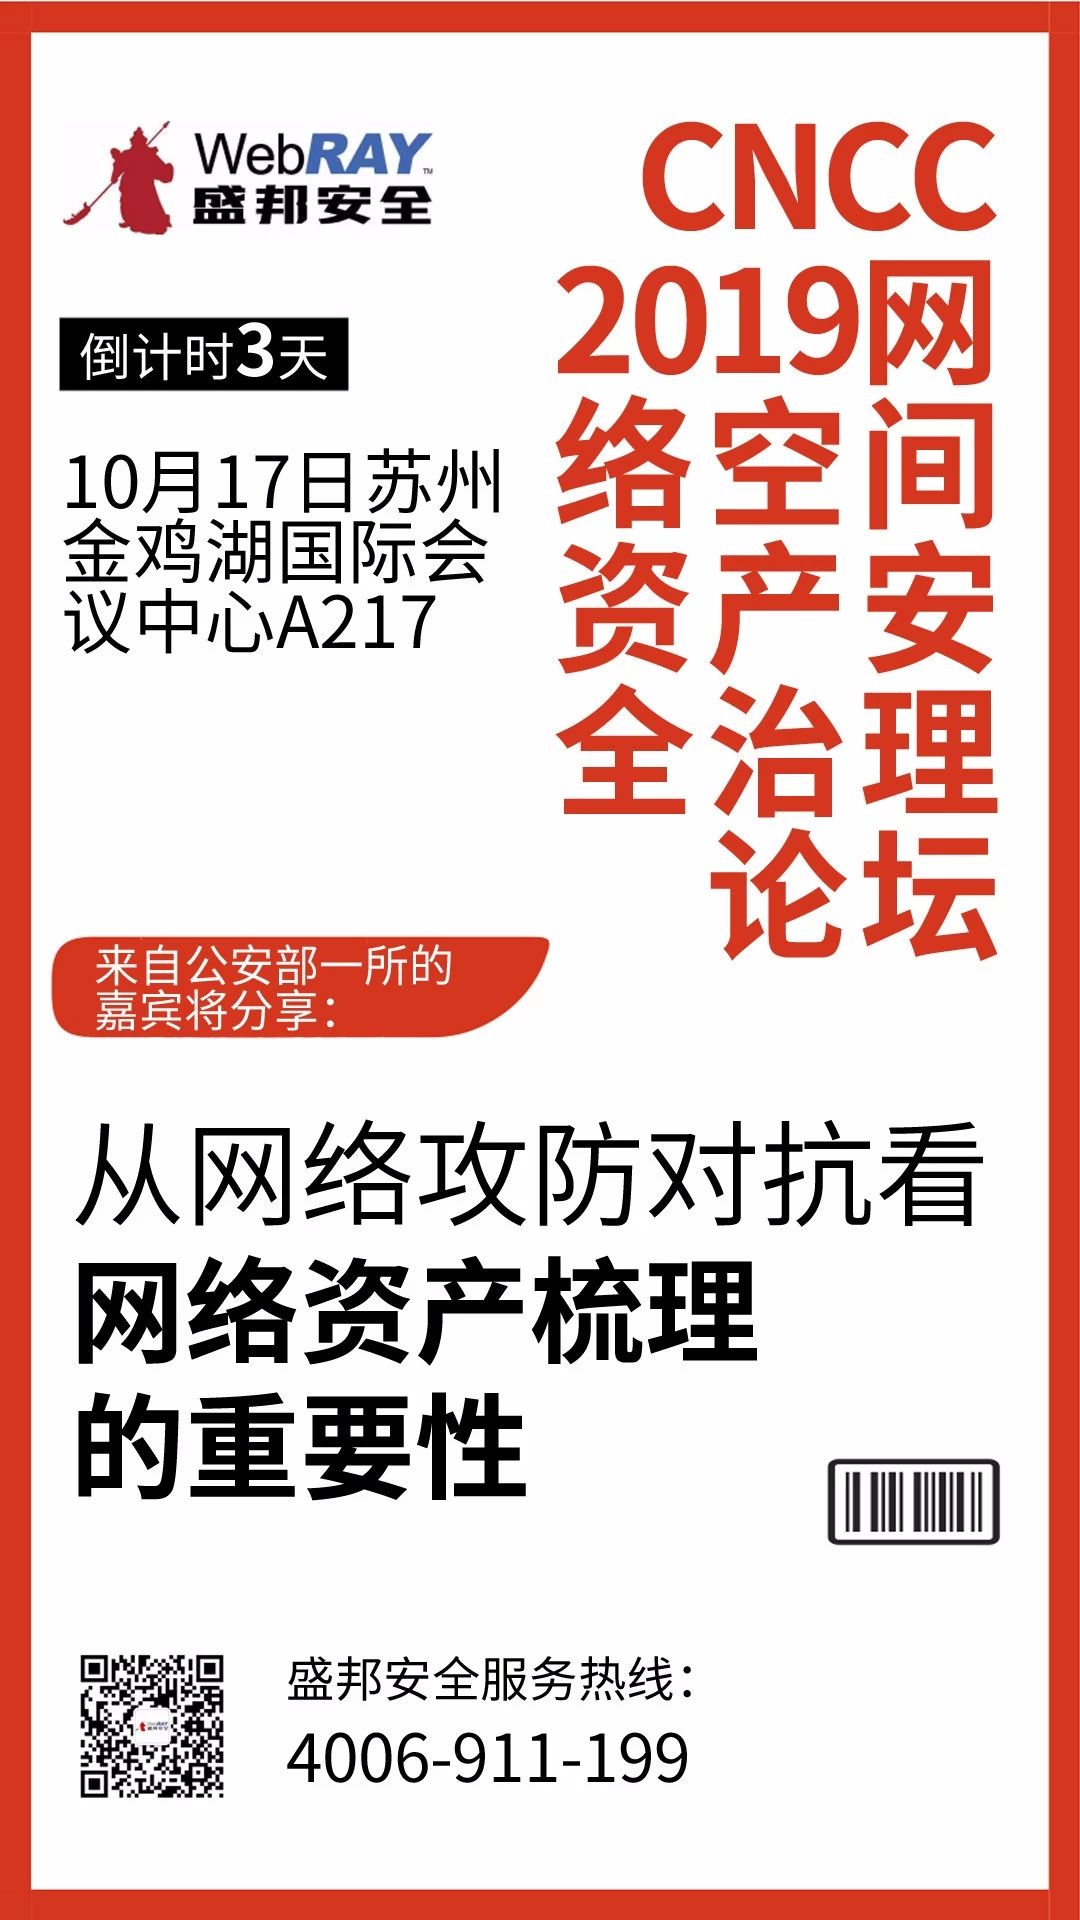 WebRAY™
盛邦安全
CNCC
2019网
络空间
资产安
全治理
论坛
倒计时3天
10月17日苏州
金鸡湖国际会
议中心A217
来自公安部一所的
嘉宾将分享：
从网络攻防对抗看
网络资产梳理
的重要性
盛邦安全服务热线：
4006-911-199